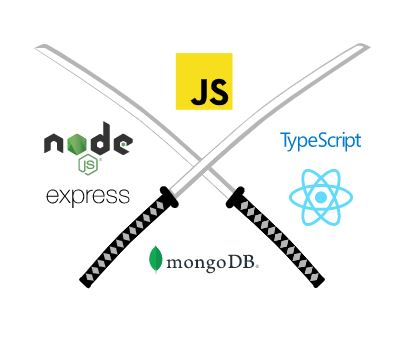 JS
node
JS
express
TypeScript
mongoDB.